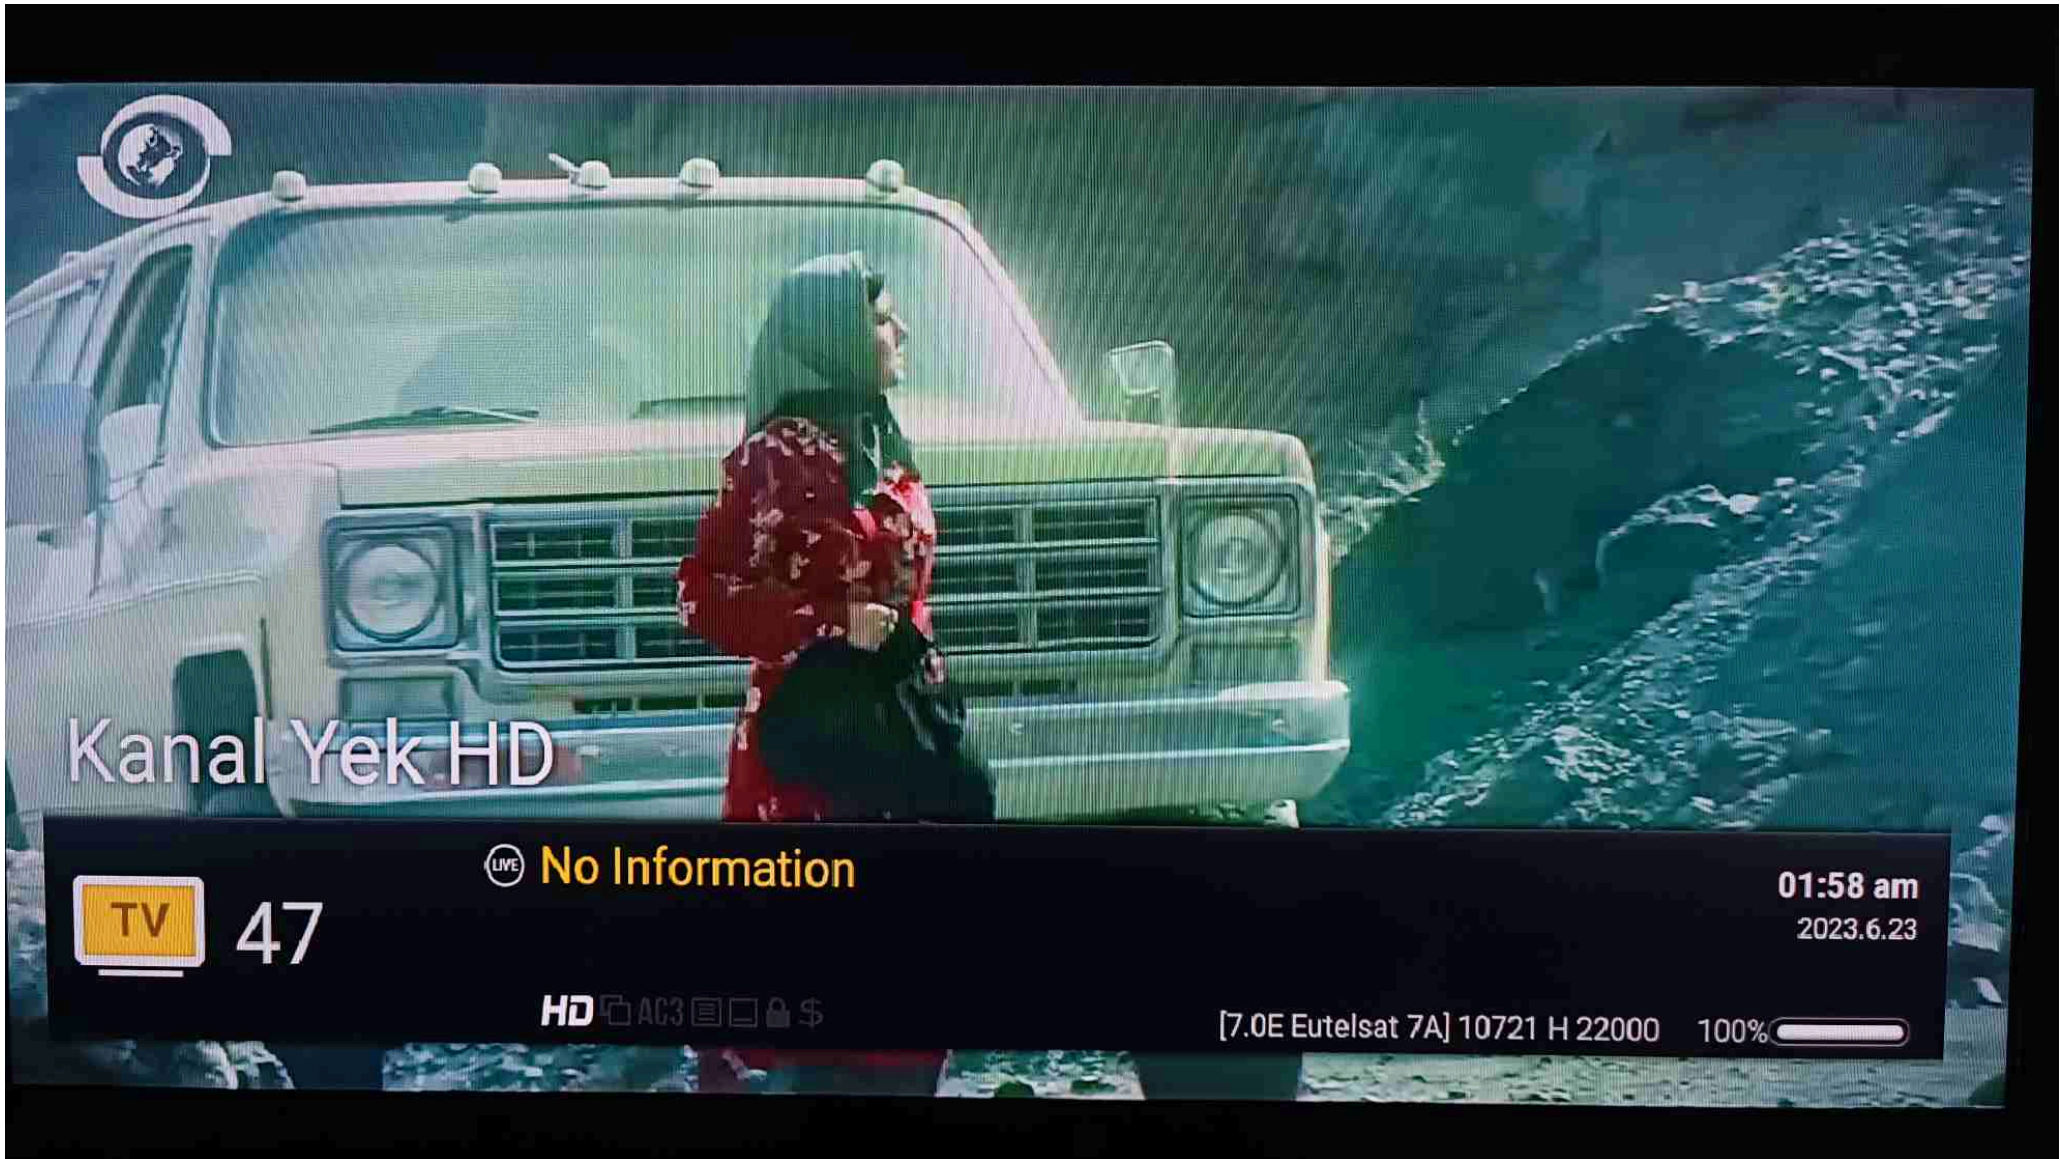 Kanal Yek HD
LIVE No Information
01:58 am
TV 47
2023.6.23
HD AC3 $
[7.0E Eutelsat 7A] 10721 H 22000 100%